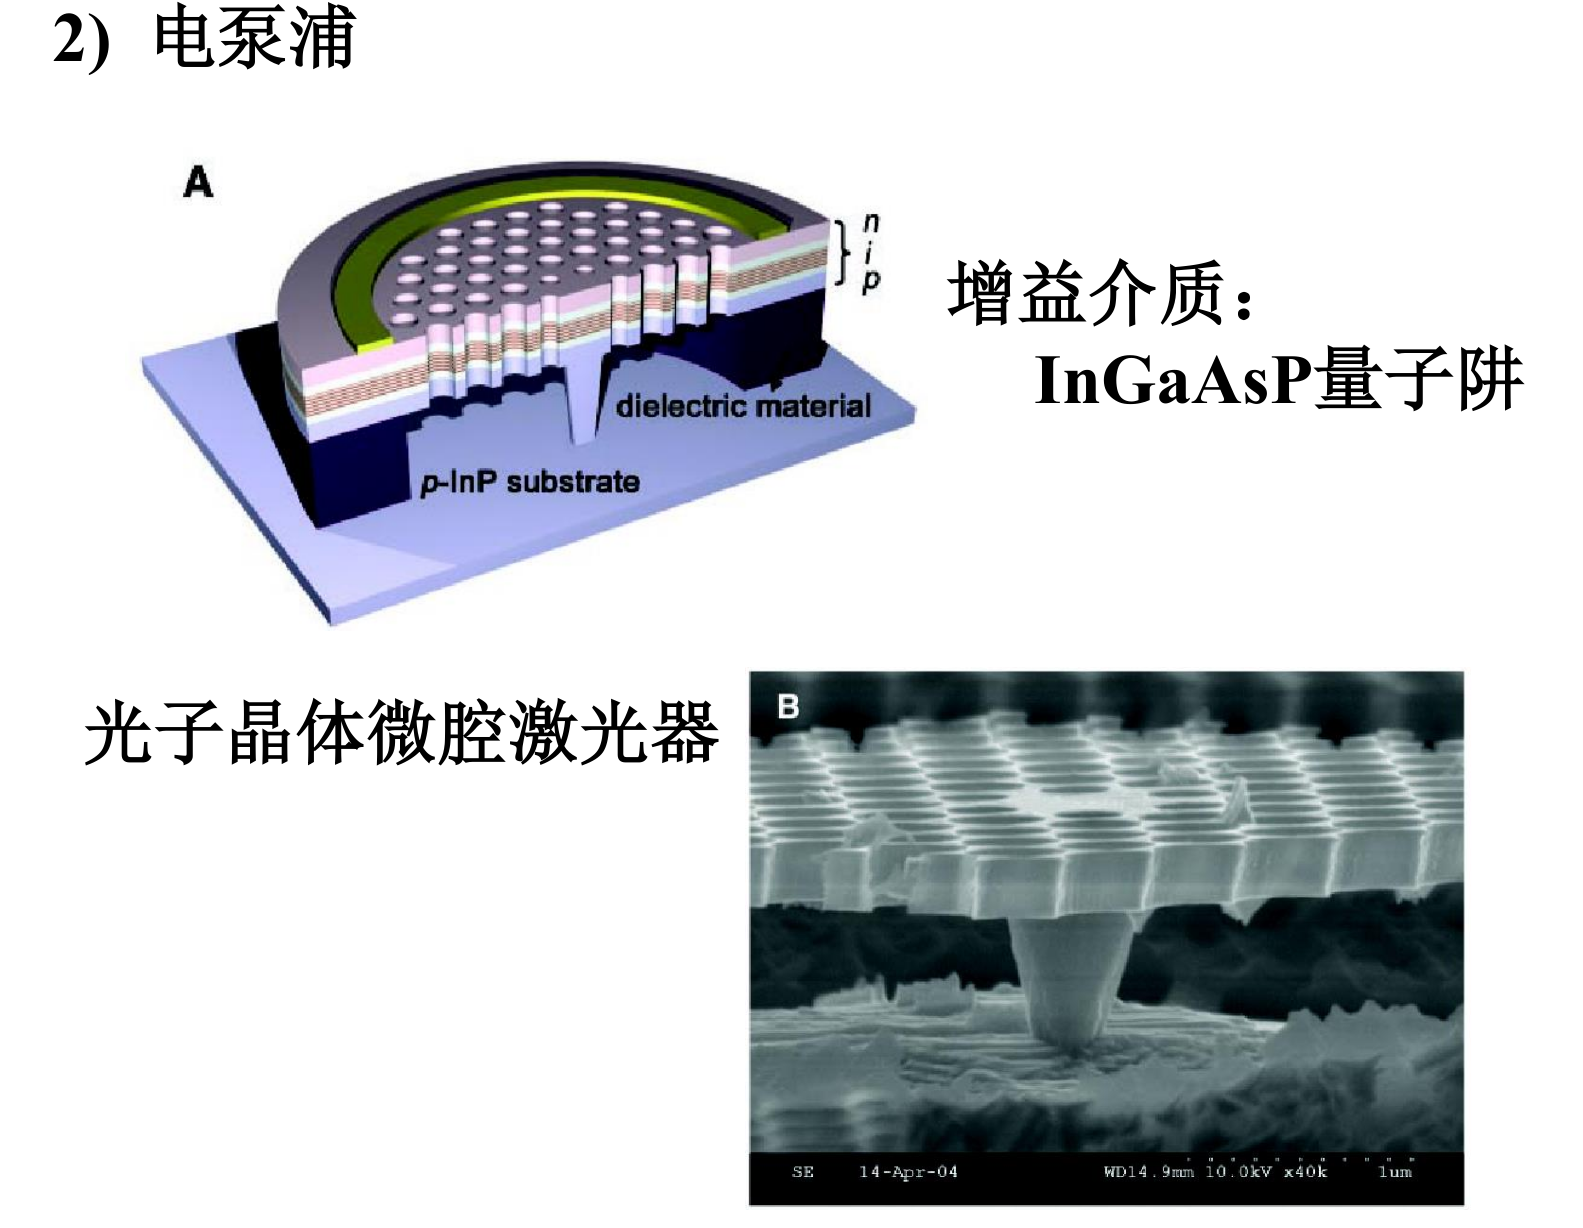 2) 电泵浦
A
n
i
p
增益介质：
InGaAsP量子阱
dielectric material
p-InP substrate
光子晶体微腔激光器
B
SE 14-Apr-04 WD14.9mm 10.0kV x40k 1um